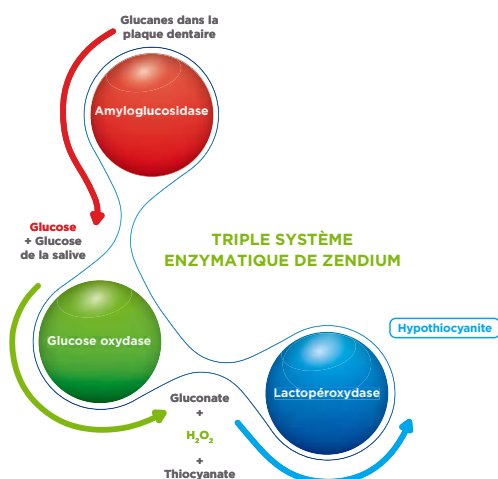 Glucanes dans la
plaque dentaire
Amyloglucosidase
Glucose
+ Glucose
de la salive
TRIPLE SYSTÈME
ENZYMATIQUE DE ZENDIUM
Glucose oxydase
Hypothiocyanite
Lactopéroxydase
Gluconate
+
H₂O₂
+
Thiocyanate